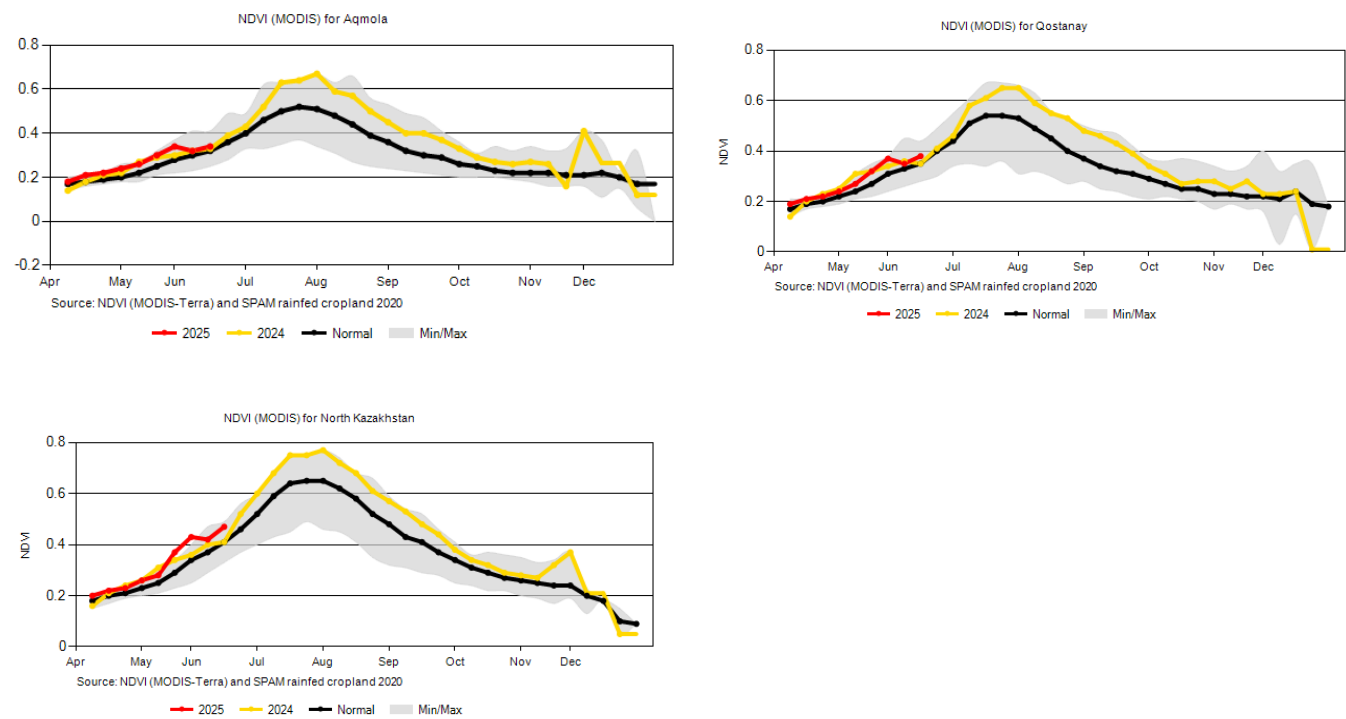 NDVI (MODIS) for Aqmola
0.8
0.6
0.4
0.2
0
-0.2
Apr May Jun Jul Aug Sep Oct Nov Dec
Source: NDVI (MODIS-Terra) and SPAM rainfed cropland 2020
2025 2024 Normal Min/Max
NDVI (MODIS) for Qostanay
NDVI
0.8
0.6
0.4
0.2
0
Apr May Jun Jul Aug Sep Oct Nov Dec
Source: NDVI (MODIS-Terra) and SPAM rainfed cropland 2020
2025 2024 Normal Min/Max
NDVI (MODIS) for North Kazakhstan
NDVI
0.8
0.6
0.4
0.2
0
Apr May Jun Jul Aug Sep Oct Nov Dec
Source: NDVI (MODIS-Terra) and SPAM rainfed cropland 2020
2025 2024 Normal Min/Max